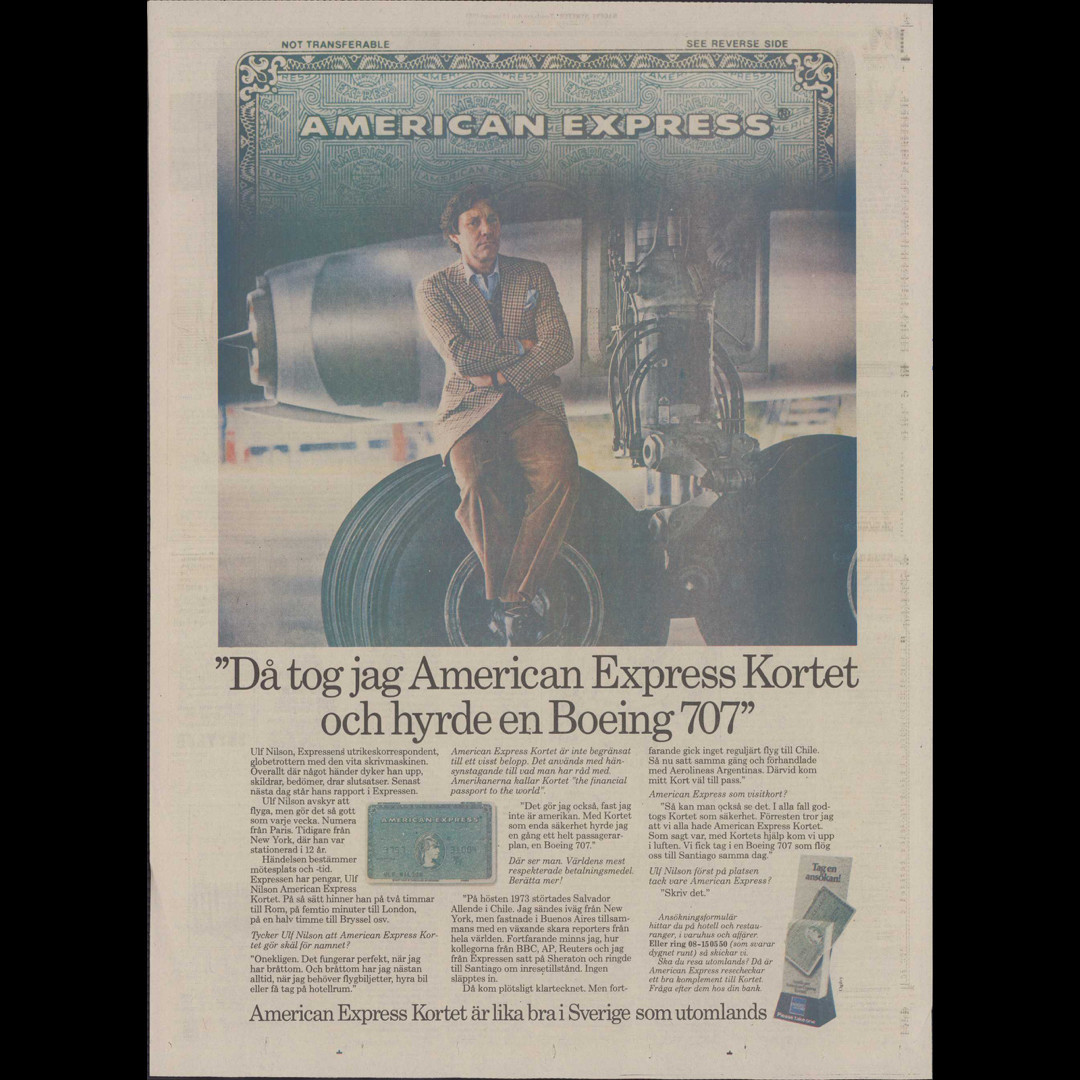 NOT TRANSFERABLE
SEE REVERSE SIDE
AMERICAN EXPRESS®
”Då tog jag American Express Kortet
och hyrde en Boeing 707”
Ulf Nilson, Expressens utrikeskorrespondent,
globetrottern med den vita skrivmaskinen.
Överallt där något händer dyker han upp,
skildrar, bedömer, drar slutsatser. Senast
nästa dag står hans rapport i Expressen.
Ulf Nilson avskyr att
flyga, men gör det så gott
som varje vecka. Numera
från Paris. Tidigare från
New York, där han var
stationerad i 12 år.
Händelsen bestämmer
mötesplats och -tid.
Expressen har pengar, Ulf
Nilson American Express
Kortet. På så sätt hinner han på två timmar
till Rom, på femtio minuter till London,
på en halv timme till Bryssel osv.
Tycker Ulf Nilson att American Express Kor-
tet gör skäl för namnet?
”Onekligen. Det fungerar perfekt, när jag
har bråttom. Och bråttom har jag nästan
alltid, när jag behöver flygbiljetter, hyra bil
eller få tag på hotellrum.”
American Express Kortet är inte begränsat
till ett visst belopp. Det används med hän-
synstagande till vad man har råd med.
Amerikanerna kallar Kortet ”the financial
passport to the world”.
AMERICAN EXPRESS
”Det gör jag också, fast jag
inte är amerikan. Med Kortet
som enda säkerhet hyrde jag
en gång ett helt passagerar-
plan, en Boeing 707.”
Där ser man. Världens mest
respekterade betalningsmedel.
Berätta mer!
”På hösten 1973 störtades Salvador
Allende i Chile. Jag sändes iväg från New
York, men fastnade i Buenos Aires tillsam-
mans med en växande skara reporters från
hela världen. Fortfarande minns jag, hur
kollegorna från BBC, AP, Reuters och jag
från Expressen satt på Sheraton och ringde
till Santiago om inresetillstånd. Ingen
släpptes in.
Då kom plötsligt klartecknet. Men fort-
farande gick inget reguljärt flyg till Chile.
Så nu satt samma gäng och förhandlade
med Aerolineas Argentinas. Därvid kom
mitt Kort väl till pass.”
American Express som visitkort?
”Så kan man också se det. I alla fall god-
togs Kortet som säkerhet. Förresten tror jag
att vi alla hade American Express Kortet.
Som sagt var, med Kortets hjälp kom vi upp
i luften. Vi fick tag i en Boeing 707 som flög
oss till Santiago samma dag.”
Ulf Nilson först på platsen
tack vare American Express?
”Skriv det.”
Ansökningsformulär
hittar du på hotell och restau-
ranger, i varuhus och affärer.
Eller ring 08-15 05 50 (som svarar
dygnet runt) så skickar vi.
Ska du resa utomlands? Då är
American Express resecheckar
ett bra komplement till Kortet.
Fråga efter dem hos din bank.
Tag en
ansökan!
American Express Kortet är lika bra i Sverige som utomlands